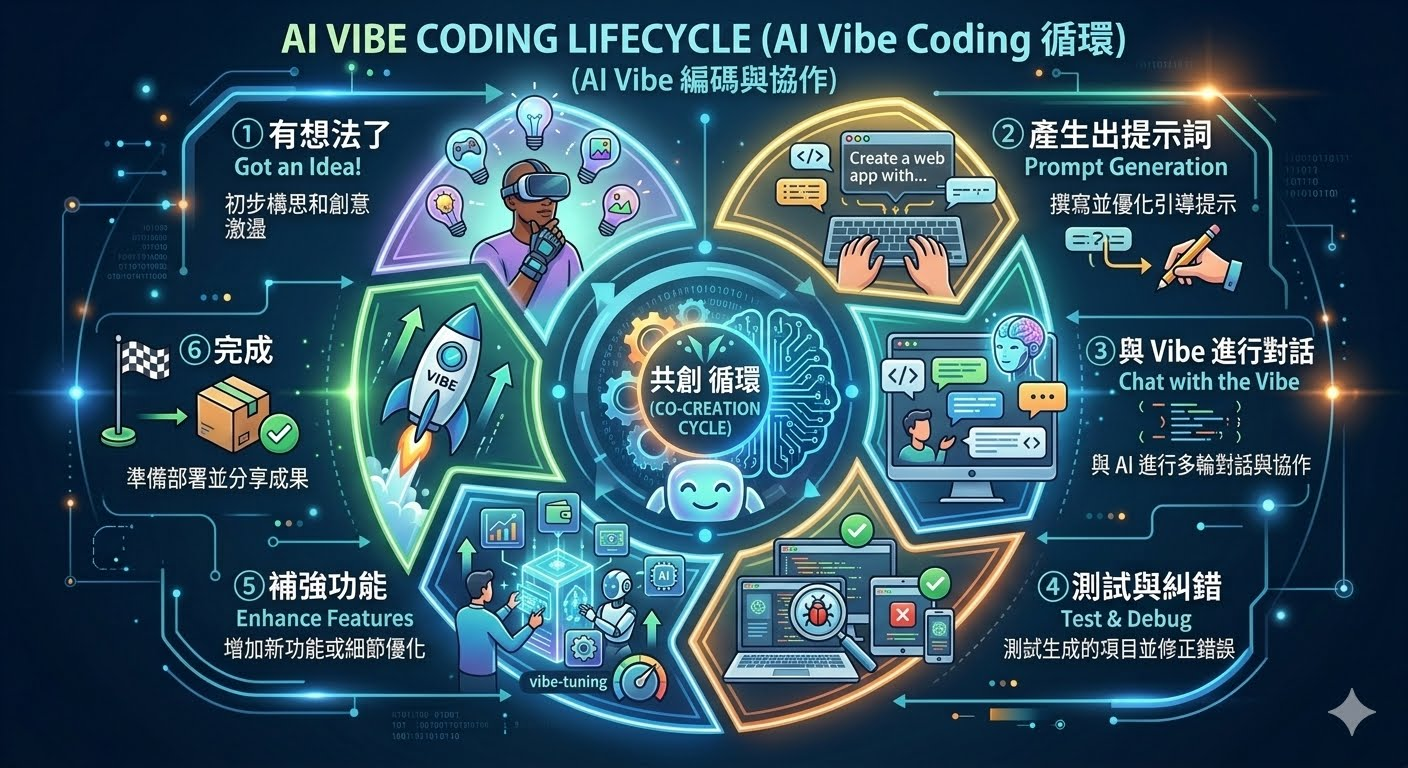 AI VIBE CODING LIFECYCLE (AI Vibe Coding 循環)
(AI Vibe 編碼與協作)
① 有想法了
Got an Idea!
初步構思和創意
激盪
② 產生出提示詞
Prompt Generation
撰寫並優化引導提示
</>
Create a web
app with...
?
③ 與 Vibe 進行對話
Chat with the Vibe
與 AI 進行多輪對話與協作
</>
<>
④ 測試與糾錯
Test & Debug
測試生成的項目並修正錯誤
⑤ 補強功能
Enhance Features
增加新功能或細節優化
AI
vibe-tuning
⑥ 完成
準備部署並分享成果
VIBE
共創 循環
(CO-CREATION
CYCLE)